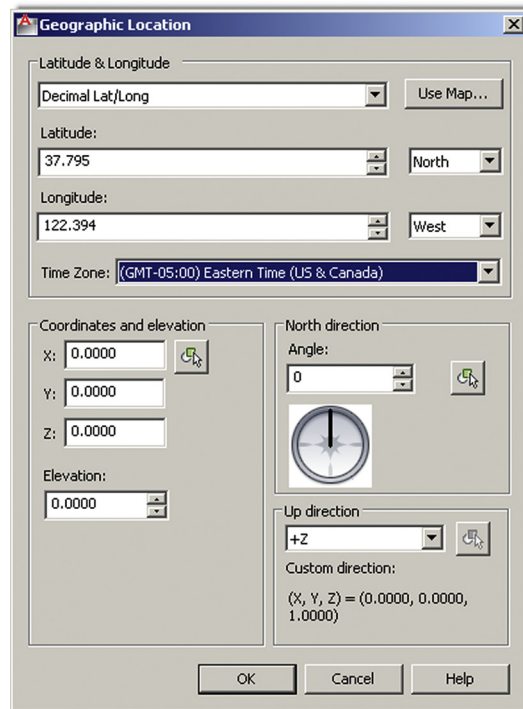 Geographic Location
Latitude & Longitude
Decimal Lat/Long
Use Map...
Latitude:
37.795
North
Longitude:
122.394
West
Time Zone: (GMT-05:00) Eastern Time (US & Canada)
Coordinates and elevation
X: 0.0000
Y: 0.0000
Z: 0.0000
Elevation:
0.0000
North direction
Angle:
0
Up direction
+Z
Custom direction:
(X, Y, Z) = (0.0000, 0.0000,
1.0000)
OK
Cancel
Help